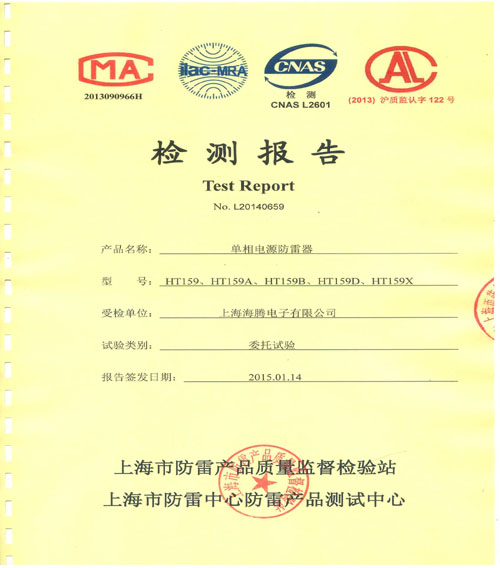 MA
ilac-MRA
CNAS
AL
2013090966H
检 测
CNAS L2601
(2013) 沪质监认字 122 号
检 测 报 告
Test Report
No. L20140659
产品名称: 单相电源防雷器
型 号: HT159、HT159A、HT159B、HT159D、HT159X
受检单位: 上海海腾电子有限公司
试验类别: 委托试验
报告签发日期: 2015.01.14
上海市防雷产品质量监督检验站
上海市防雷中心防雷产品测试中心